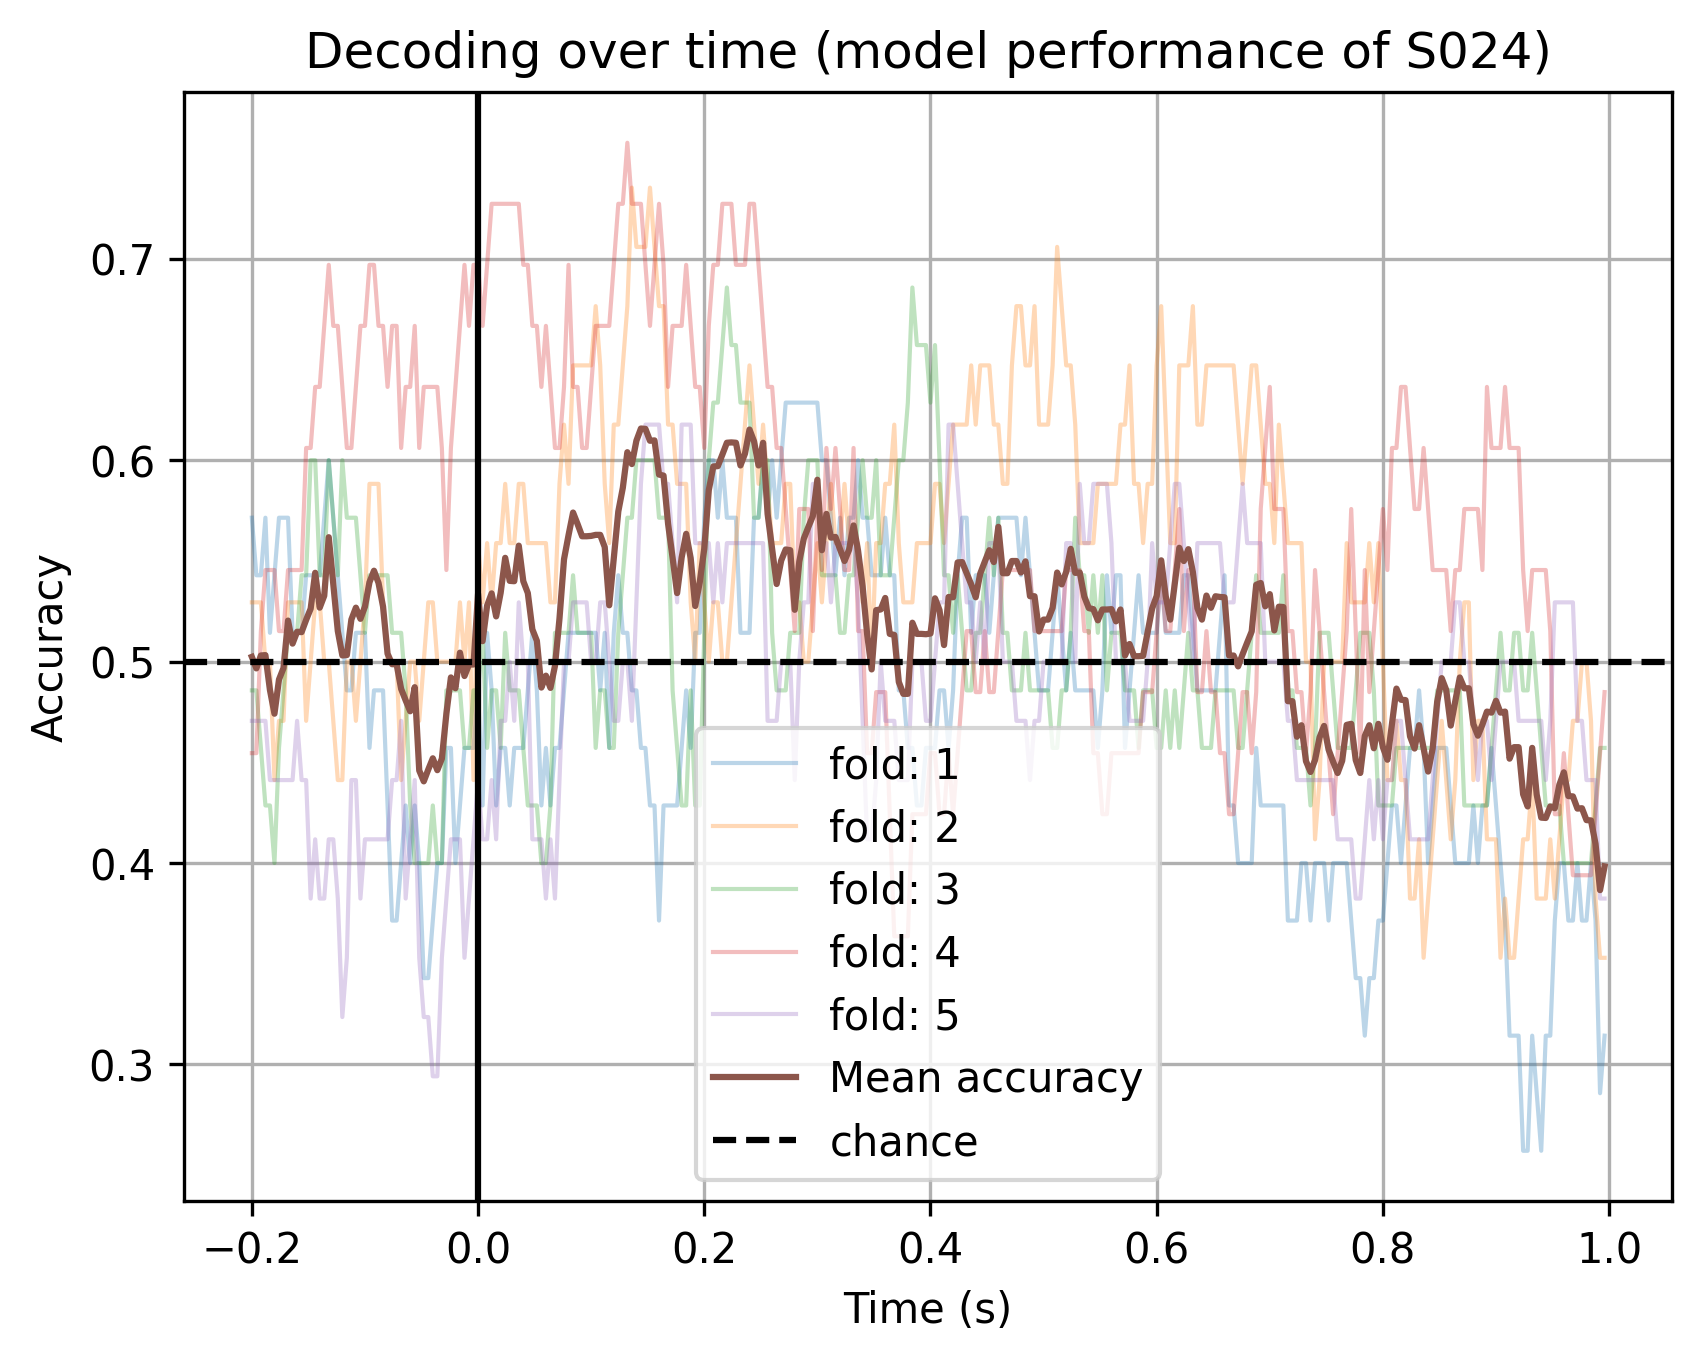 Decoding over time (model performance of S024)
Accuracy
0.7
0.6
0.5
0.4
0.3
fold: 1
fold: 2
fold: 3
fold: 4
fold: 5
Mean accuracy
chance
−0.2 0.0 0.2 0.4 0.6 0.8 1.0
Time (s)